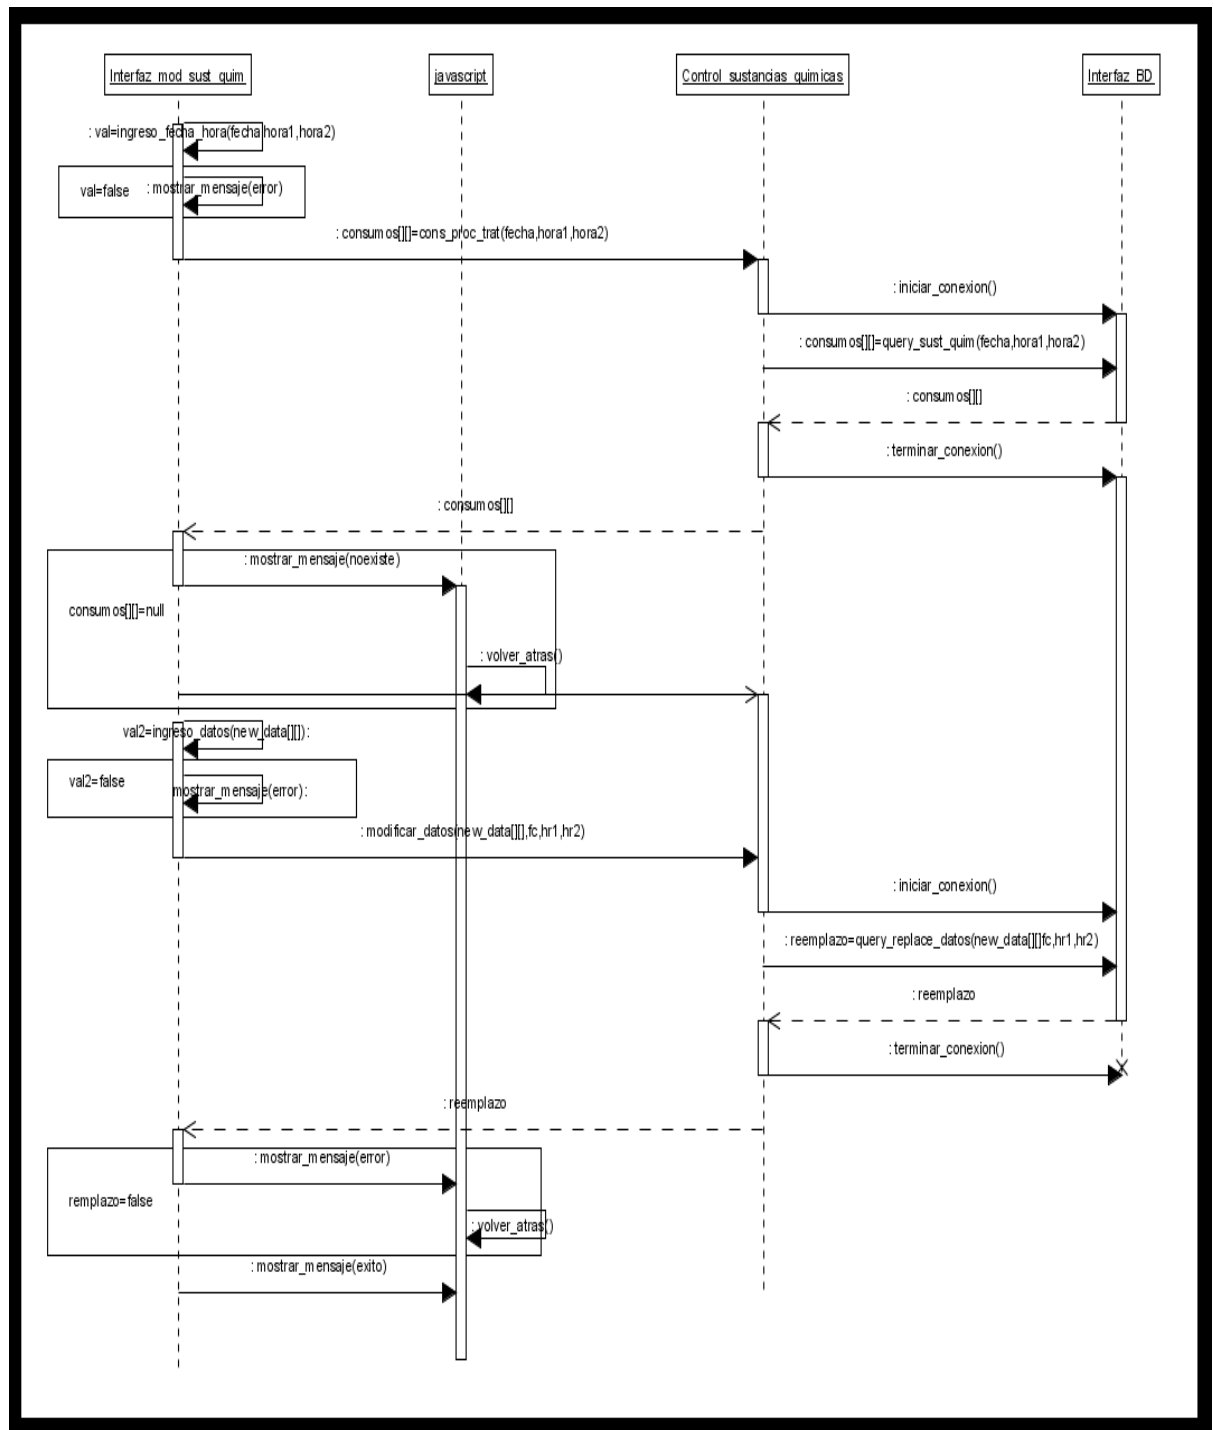 Interfaz_mod_sust_quim
javascript
Control_sustancias_quimicas
Interfaz_BD
: val=ingreso_fecha_hora(fecha,hora1,hora2)
val=false
: mostrar_mensaje(error)
: consumos[][]=cons_proc_trat(fecha,hora1,hora2)
: iniciar_conexion()
: consumos[][]=query_sust_quim(fecha,hora1,hora2)
: consumos[][]
: terminar_conexion()
: consumos[][]
: mostrar_mensaje(noexiste)
consumos[][]=null
: volver_atras()
val2=ingreso_datos(new_data[][]):
val2=false
mostrar_mensaje(error):
: modificar_datos(new_data[][],fc,hr1,hr2)
: iniciar_conexion()
: reemplazo=query_replace_datos(new_data[][]fc,hr1,hr2)
: reemplazo
: terminar_conexion()
: reemplazo
: mostrar_mensaje(error)
remplazo=false
: volver_atras()
: mostrar_mensaje(exito)